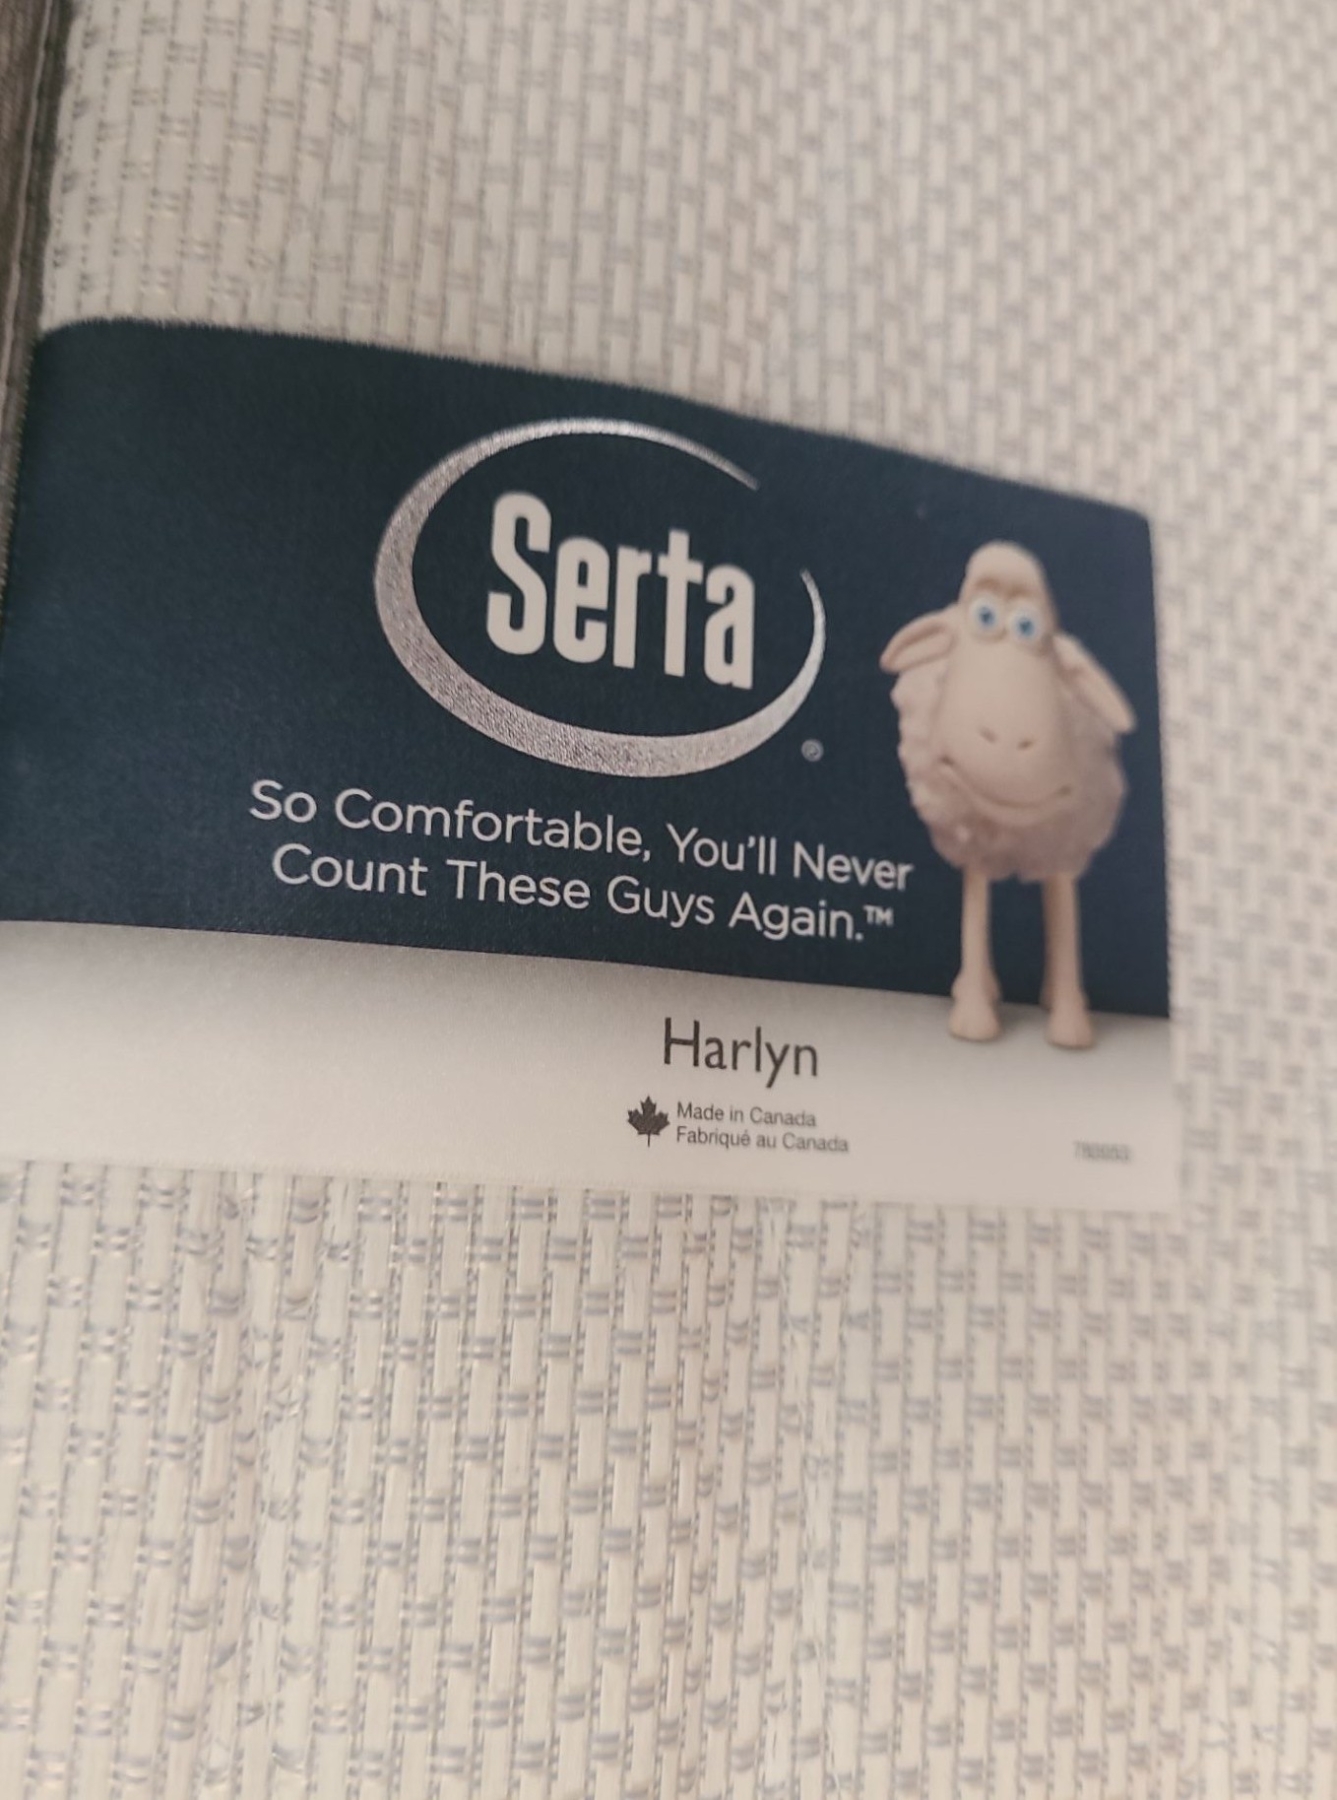 Serta®
So Comfortable, You'll Never
Count These Guys Again.™
Harlyn
Made in Canada
Fabriqué au Canada